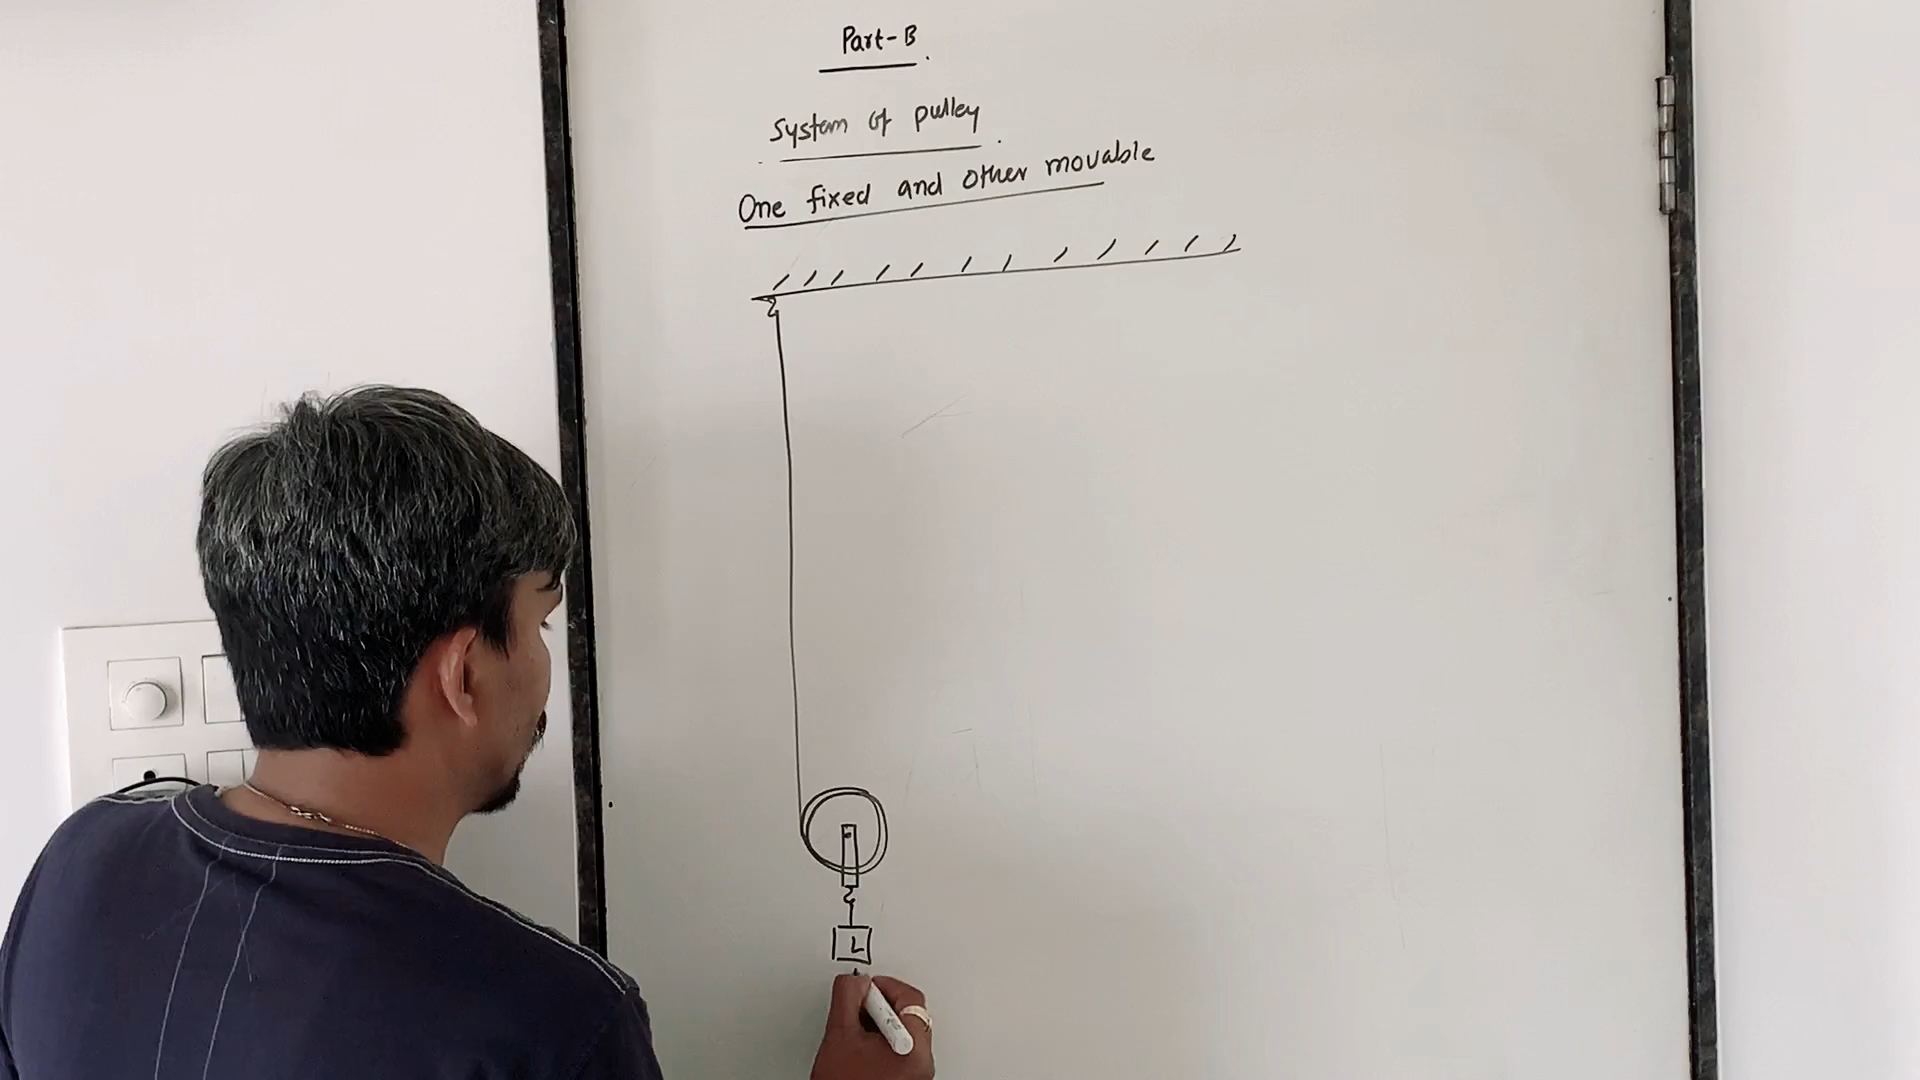 Part-B.
System of pulley.
One fixed and other movable
L